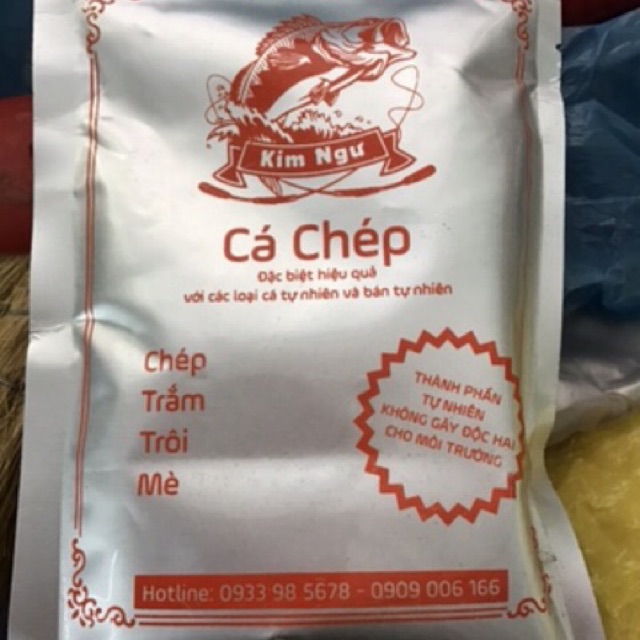 Kim Ngư
Cá Chép
Đặc biệt hiệu quả
với các loại cá tự nhiên và bán tự nhiên
Chép
Trắm
Trôi
Mè
THÀNH PHẦN
TỰ NHIÊN
KHÔNG GÂY ĐỘC HẠI
CHO MÔI TRƯỜNG
Hotline: 0933 98 5678 - 0909 006 166